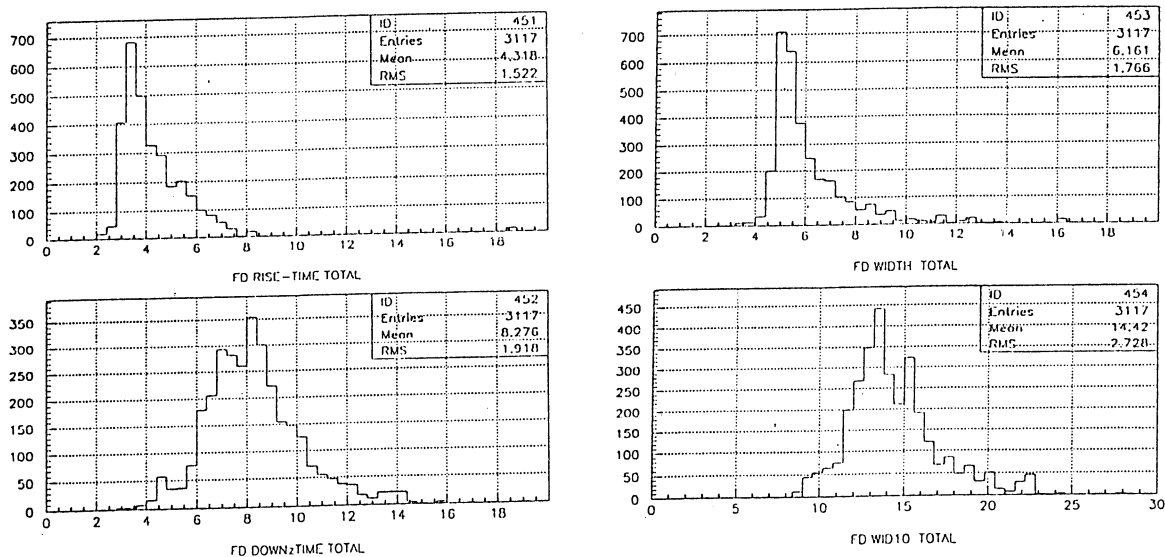 ID 451
Entries 3117
Mean 4.318
RMS 1.522
700
600
500
400
300
200
100
0
0 2 4 6 8 10 12 14 16 18
FD RISE-TIME TOTAL
ID 453
Entries 3117
Mean 6.161
RMS 1.766
700
600
500
400
300
200
100
0
0 2 4 6 8 10 12 14 16 18
FD WIDTH TOTAL
ID 452
Entries 3117
Mean 8.276
RMS 1.918
350
300
250
200
150
100
50
0
0 2 4 6 8 10 12 14 16 18
FD DOWNzTIME TOTAL
ID 454
Entries 3117
Mean 14.42
RMS 2.728
450
400
350
300
250
200
150
100
50
0
0 5 10 15 20 25 30
FD WID10 TOTAL